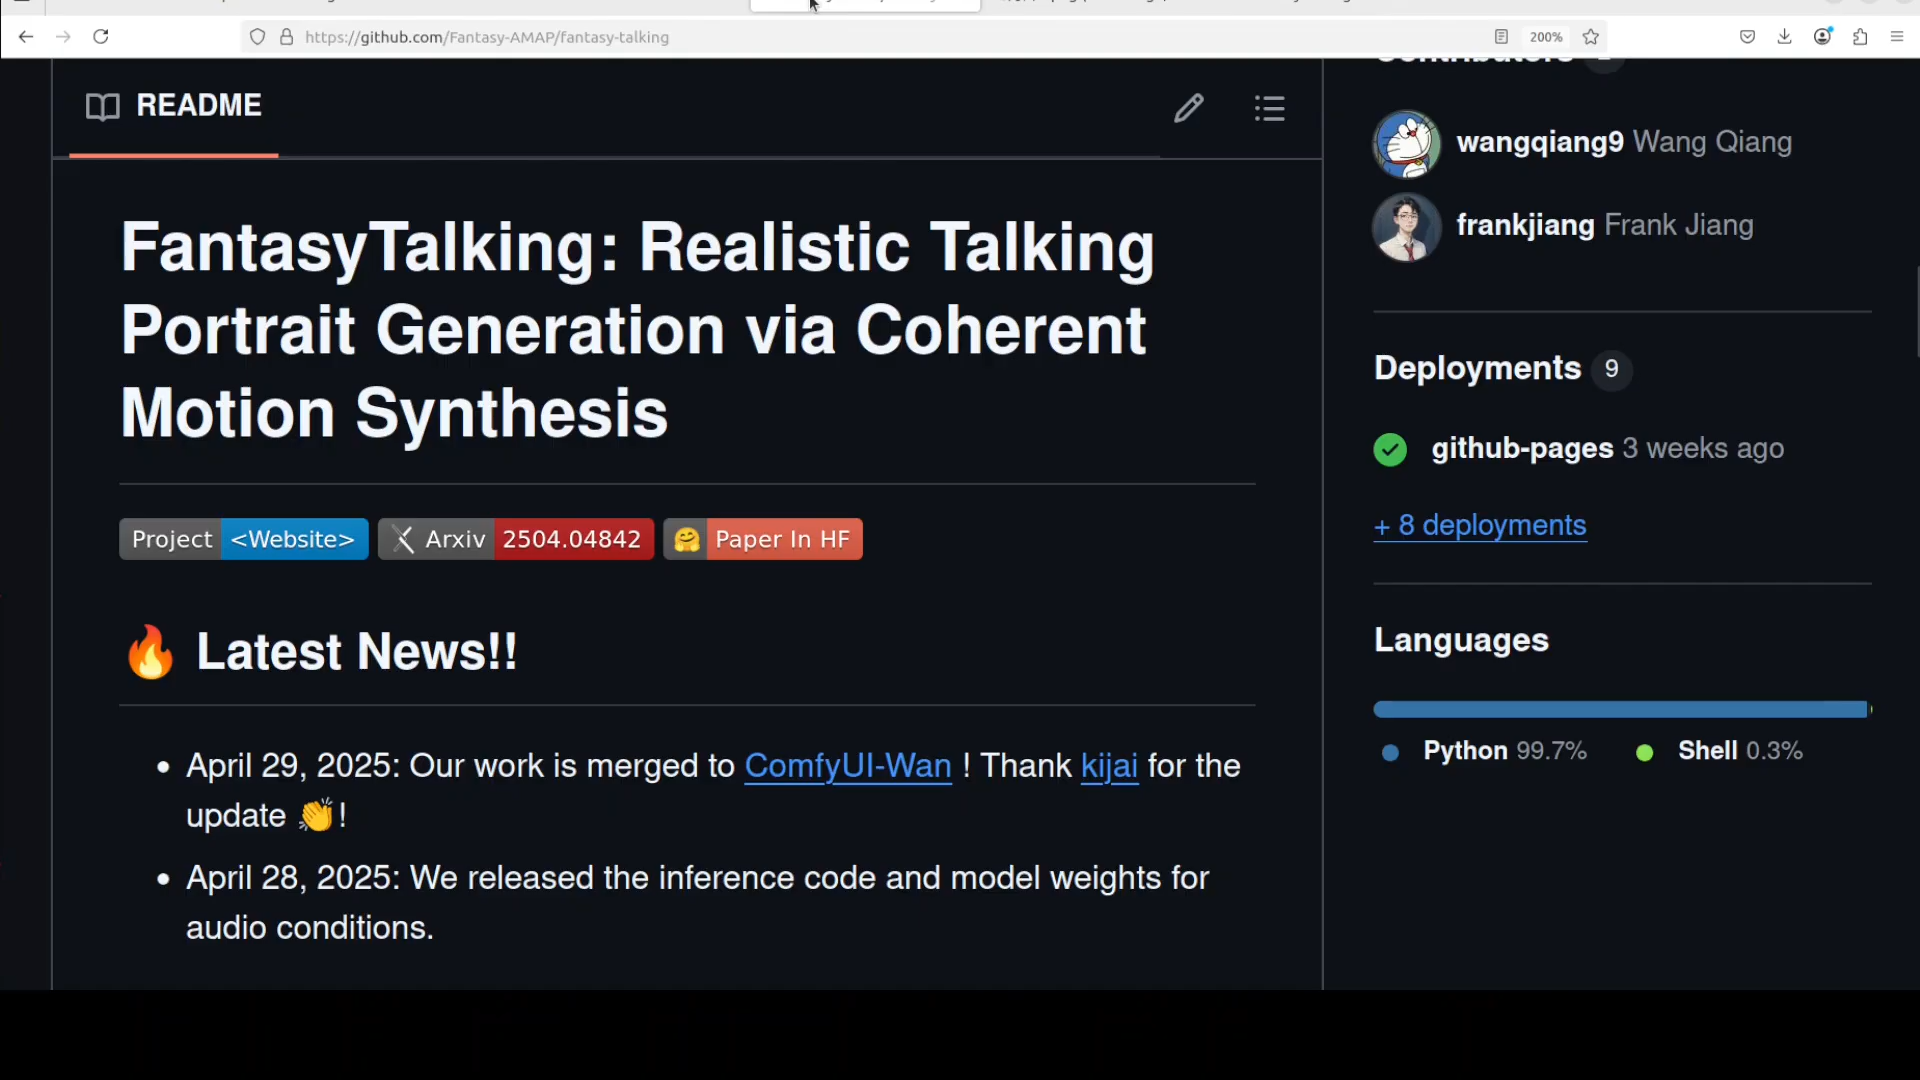 https://github.com/Fantasy-AMAP/fantasy-talking
200%
README
FantasyTalking: Realistic Talking
Portrait Generation via Coherent
Motion Synthesis
Project <Website> Arxiv 2504.04842 Paper In HF
🔥 Latest News!!
• April 29, 2025: Our work is merged to ComfyUI-Wan ! Thank kijai for the
update 👏!
• April 28, 2025: We released the inference code and model weights for
audio conditions.
Contributors
wangqiang9 Wang Qiang
frankjiang Frank Jiang
Deployments 9
github-pages 3 weeks ago
+ 8 deployments
Languages
Python 99.7% Shell 0.3%